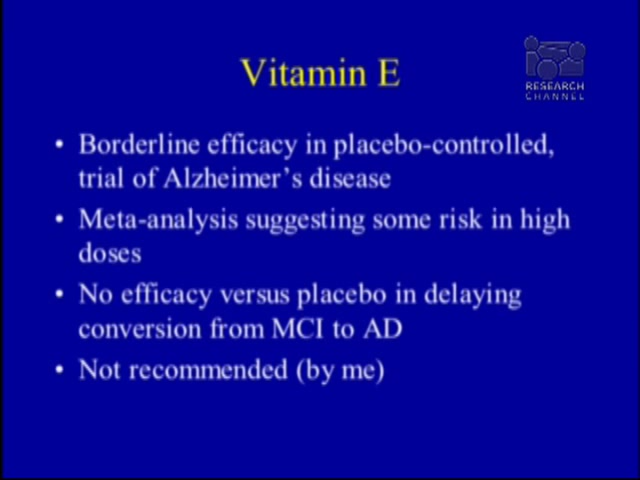 Vitamin E
RESEARCH
CHANNEL
• Borderline efficacy in placebo-controlled,
trial of Alzheimer's disease
• Meta-analysis suggesting some risk in high
doses
• No efficacy versus placebo in delaying
conversion from MCI to AD
• Not recommended (by me)